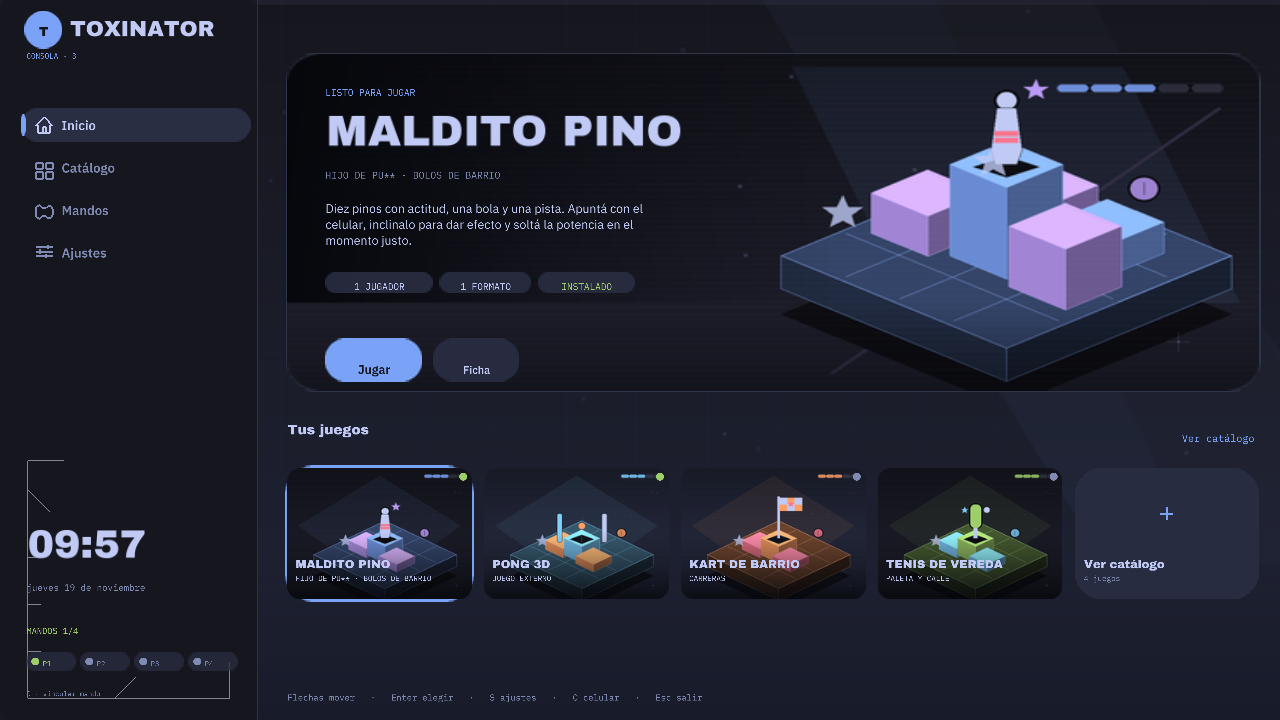 T
TOXINATOR
CONSOLA · 3
Inicio
Catálogo
Mandos
Ajustes
09:57
jueves 19 de noviembre
MANDOS 1/4
P1
P2
P3
P4
C · vincular mando
LISTO PARA JUGAR
MALDITO PINO
HIJO DE PU** · BOLOS DE BARRIO
Diez pinos con actitud, una bola y una pista. Apuntá con el
celular, inclinalo para dar efecto y soltá la potencia en el
momento justo.
1 JUGADOR
1 FORMATO
INSTALADO
Jugar
Ficha
Tus juegos
Ver catálogo
MALDITO PINO
HIJO DE PU** · BOLOS DE BARRIO
PONG 3D
JUEGO EXTERNO
KART DE BARRIO
CARRERAS
TENIS DE VEREDA
PALETA Y CALLE
+
Ver catálogo
4 juegos
Flechas mover · Enter elegir · S ajustes · C celular · Esc salir